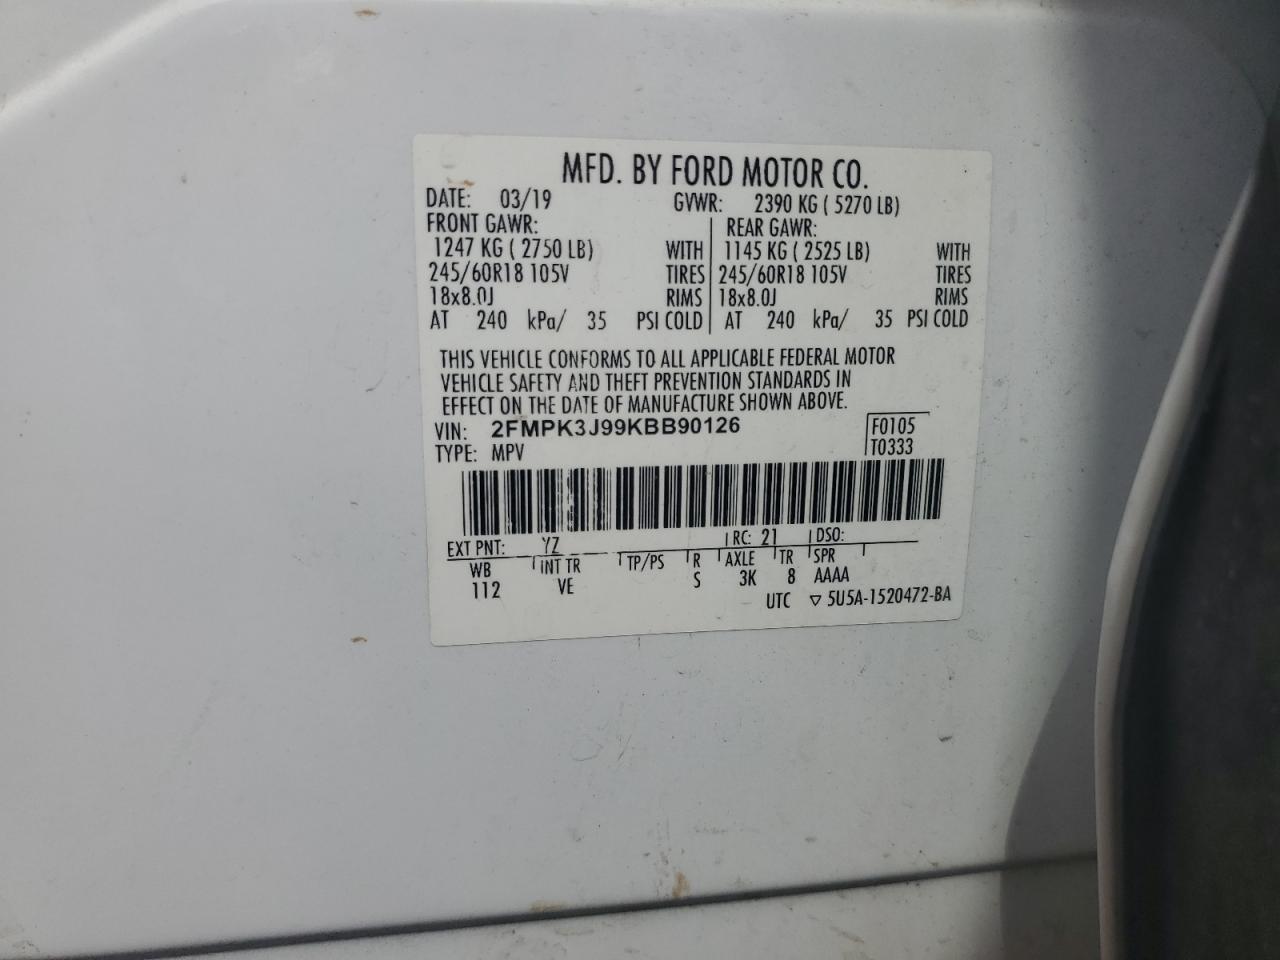 MFD. BY FORD MOTOR CO.
DATE: 03/19 GVWR: 2390 KG ( 5270 LB)
FRONT GAWR: REAR GAWR:
1247 KG ( 2750 LB) WITH 1145 KG ( 2525 LB) WITH
245/60R18 105V TIRES 245/60R18 105V TIRES
18x8.0J RIMS 18x8.0J RIMS
AT 240 kPa/ 35 PSI COLD AT 240 kPa/ 35 PSI COLD
THIS VEHICLE CONFORMS TO ALL APPLICABLE FEDERAL MOTOR
VEHICLE SAFETY AND THEFT PREVENTION STANDARDS IN
EFFECT ON THE DATE OF MANUFACTURE SHOWN ABOVE.
VIN: 2FMPK3J99KBB90126 F0105
TYPE: MPV T0333
EXT PNT: YZ RC: 21 DSO:
WB INT TR TP/PS R AXLE TR SPR
112 VE S 3K 8 AAAA
UTC ▽ 5U5A-1520472-BA